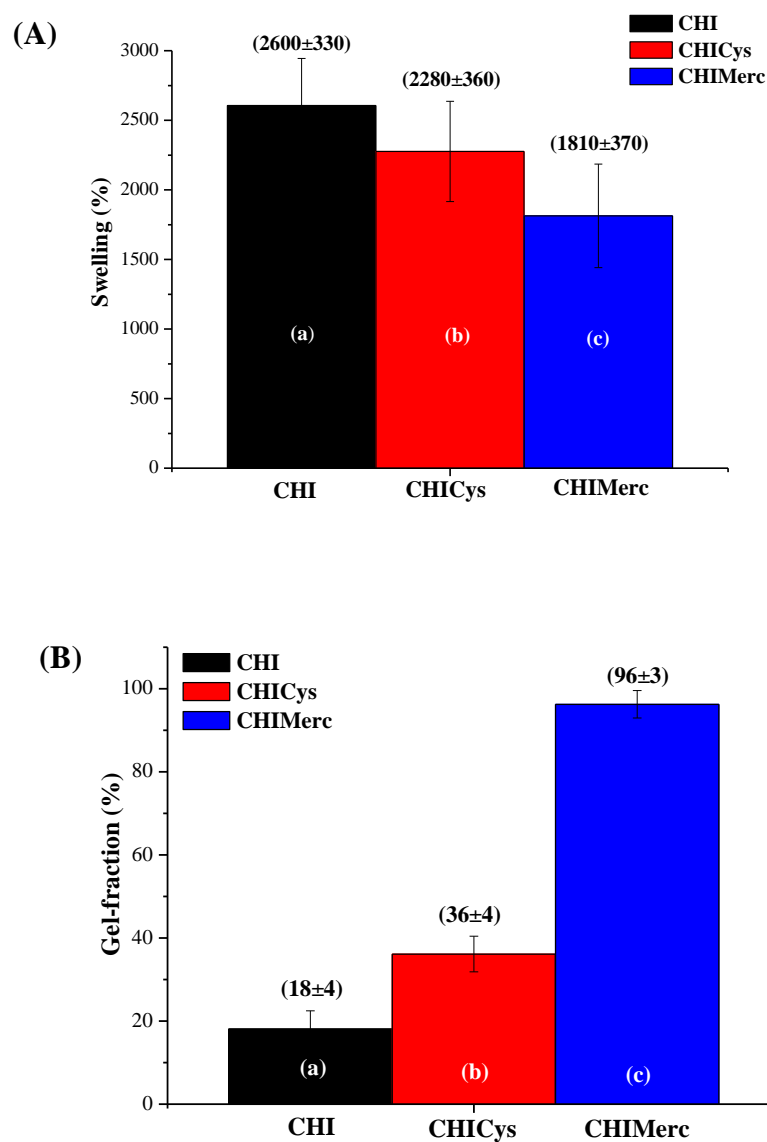 (A)
CHI
CHICys
CHIMerc
(2600±330)
(2280±360)
(1810±370)
3000
2500
2000
1500
1000
500
0
Swelling (%)
(a)
(b)
(c)
CHI
CHICys
CHIMerc
(B)
CHI
CHICys
CHIMerc
(96±3)
(36±4)
(18±4)
100
80
60
40
20
0
Gel-fraction (%)
(a)
(b)
(c)
CHI
CHICys
CHIMerc